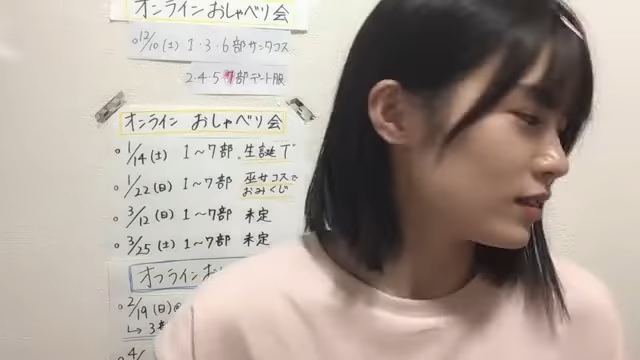 オンラインおしゃべり会
○12/10(土) 1・3・6部サンタコス
2・4・5・7部デート服
オンライン おしゃべり会
○1/14(土) 1〜7部 生誕T
○1/22(日) 1〜7部 巫女コスで
おみくじ
○3/12(日) 1〜7部 未定
○3/25(土) 1〜7部 未定
オフラインお
○2/19(日)
↳3
4/